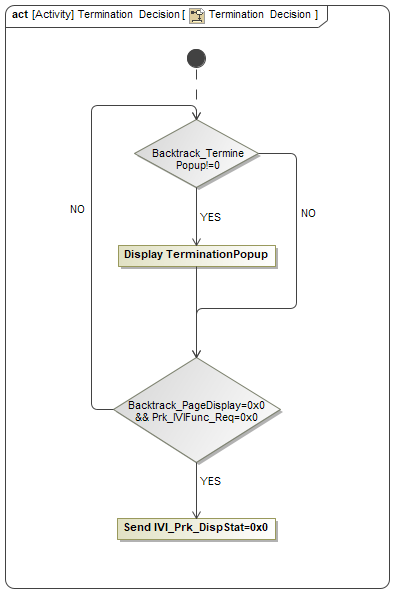 act [Activity] Termination Decision [ Termination Decision ]
Backtrack_Termine
Popup!=0
NO
NO
YES
Display TerminationPopup
Backtrack_PageDisplay=0x0
&& Prk_IVIFunc_Req=0x0
YES
Send IVI_Prk_DispStat=0x0